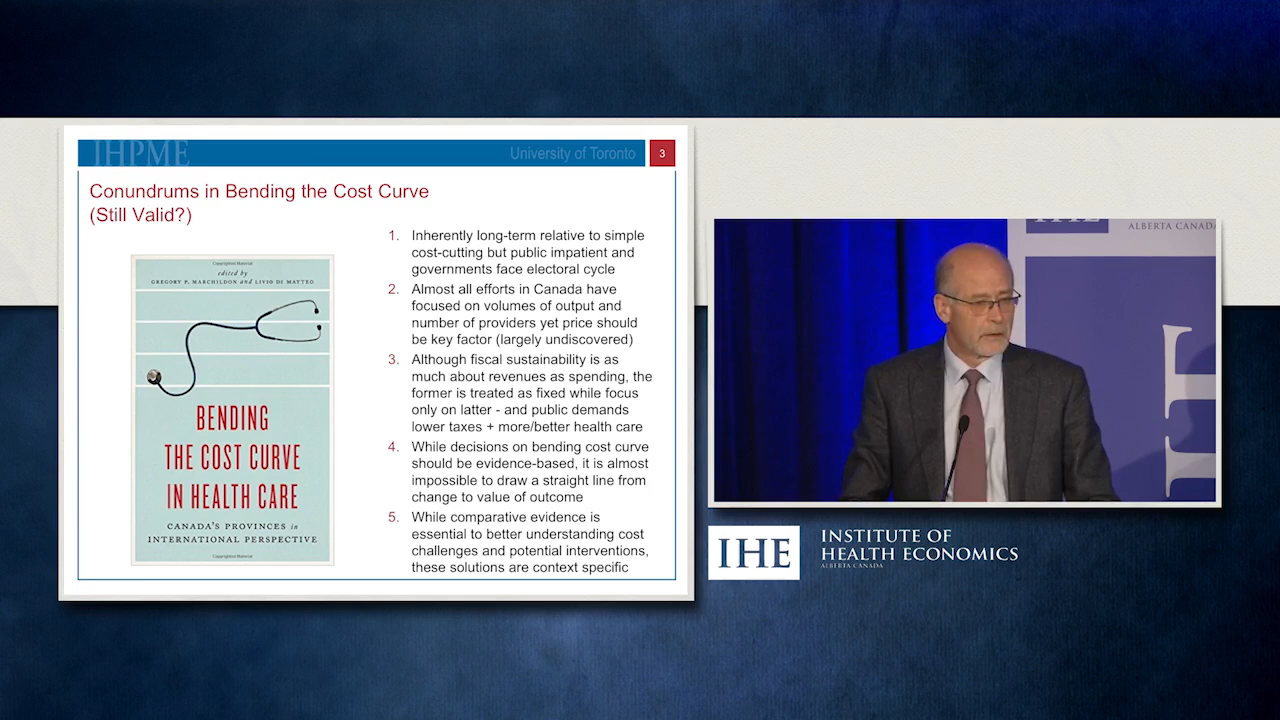 IHPME
University of Toronto
3
Conundrums in Bending the Cost Curve
(Still Valid?)
Copyrighted Material
edited by
GREGORY P. MARCHILDON and LIVIO DI MATTEO
BENDING
THE COST CURVE
IN HEALTH CARE
CANADA'S PROVINCES in
INTERNATIONAL PERSPECTIVE
Copyrighted Material
1. Inherently long-term relative to simple
cost-cutting but public impatient and
governments face electoral cycle
2. Almost all efforts in Canada have
focused on volumes of output and
number of providers yet price should
be key factor (largely undiscovered)
3. Although fiscal sustainability is as
much about revenues as spending, the
former is treated as fixed while focus
only on latter - and public demands
lower taxes + more/better health care
4. While decisions on bending cost curve
should be evidence-based, it is almost
impossible to draw a straight line from
change to value of outcome
5. While comparative evidence is
essential to better understanding cost
challenges and potential interventions,
these solutions are context specific
IHE
ALBERTA CANADA
IH
IHE
INSTITUTE OF
HEALTH ECONOMICS
ALBERTA CANADA